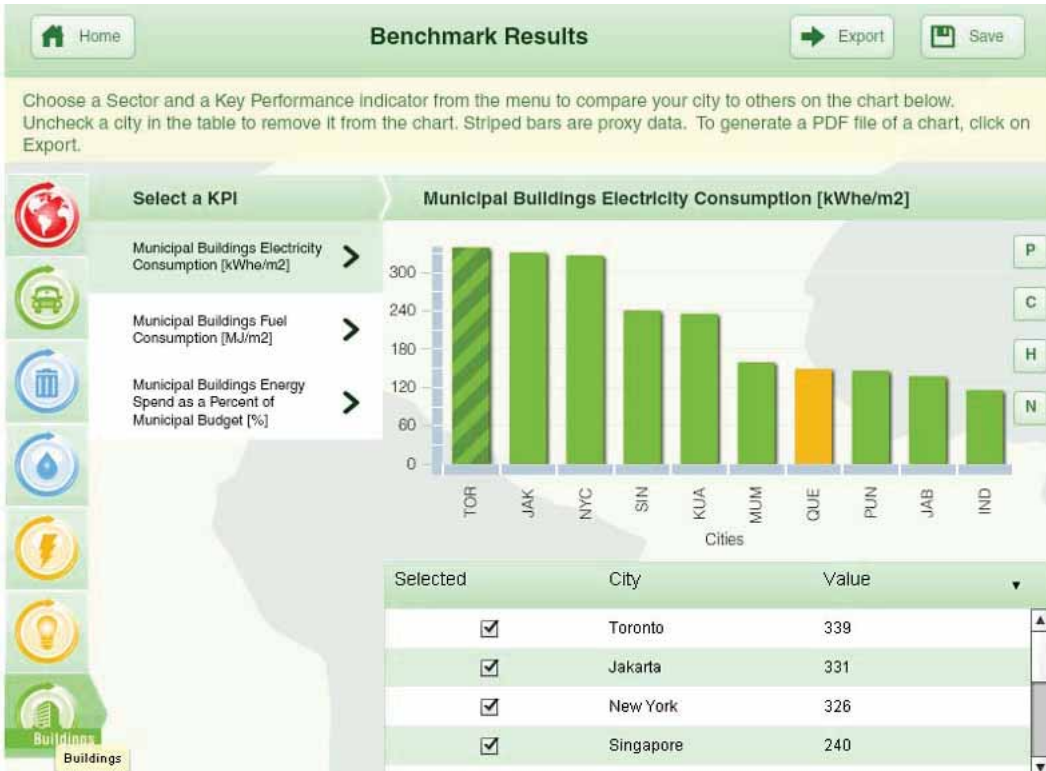 Home
Benchmark Results
Export
Save
Choose a Sector and a Key Performance indicator from the menu to compare your city to others on the chart below.
Uncheck a city in the table to remove it from the chart. Striped bars are proxy data. To generate a PDF file of a chart, click on
Export.
Select a KPI
Municipal Buildings Electricity
Consumption [kWhe/m2]
Municipal Buildings Fuel
Consumption [MJ/m2]
Municipal Buildings Energy
Spend as a Percent of
Municipal Budget [%]
Municipal Buildings Electricity Consumption [kWhe/m2]
300
240
180
120
60
0
TOR
JAK
NYC
SIN
KUA
MUM
QUE
PUN
JAB
IND
Cities
P
C
H
N
Selected City Value
Toronto 339
Jakarta 331
New York 326
Singapore 240
Buildings
Buildings